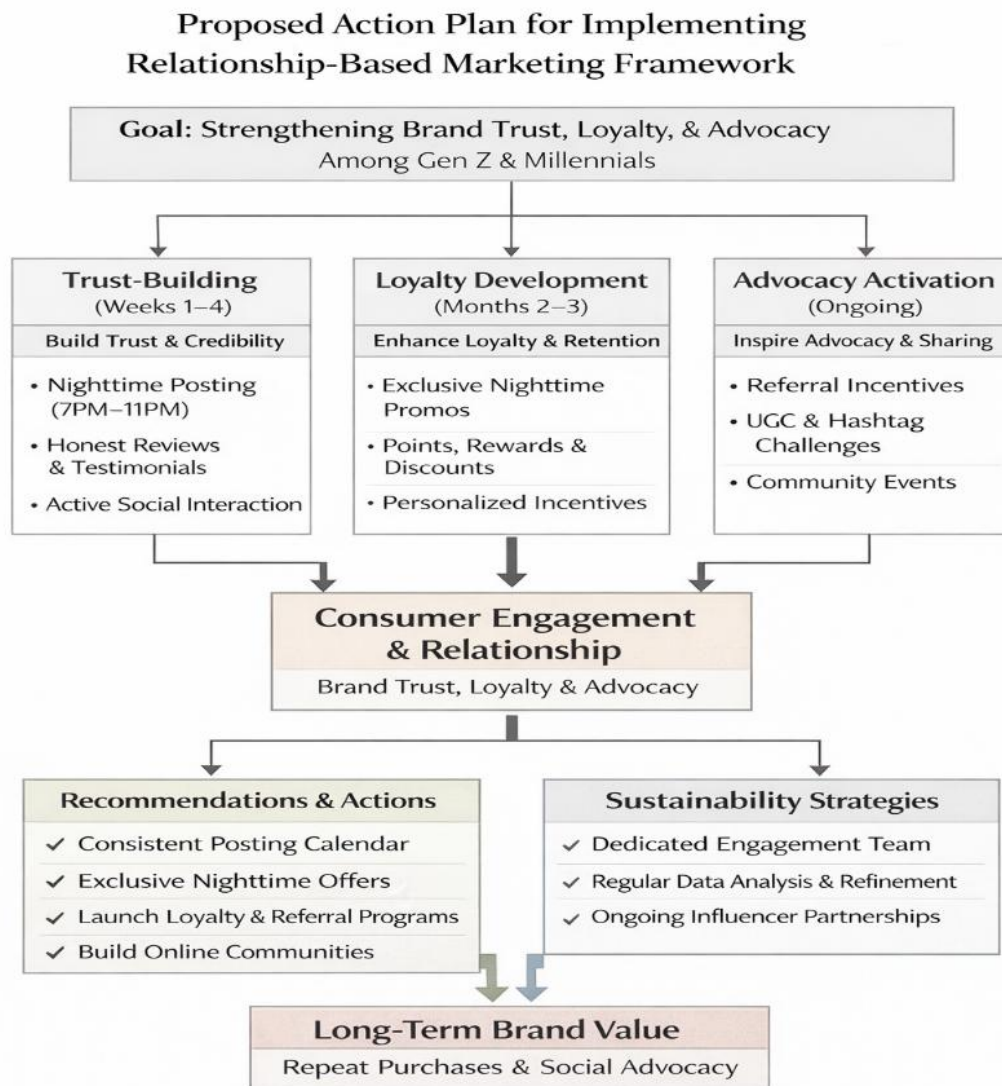 Proposed Action Plan for Implementing
Relationship-Based Marketing Framework
Goal: Strengthening Brand Trust, Loyalty, & Advocacy
Among Gen Z & Millennials
Trust-Building
(Weeks 1–4)
Build Trust & Credibility
• Nighttime Posting
(7PM–11PM)
• Honest Reviews
& Testimonials
• Active Social Interaction
Loyalty Development
(Months 2–3)
Enhance Loyalty & Retention
• Exclusive Nighttime
Promos
• Points, Rewards &
Discounts
• Personalized Incentives
Advocacy Activation
(Ongoing)
Inspire Advocacy & Sharing
• Referral Incentives
• UGC & Hashtag
Challenges
• Community Events
Consumer Engagement
& Relationship
Brand Trust, Loyalty & Advocacy
Recommendations & Actions
✓ Consistent Posting Calendar
✓ Exclusive Nighttime Offers
✓ Launch Loyalty & Referral Programs
✓ Build Online Communities
Sustainability Strategies
✓ Dedicated Engagement Team
✓ Regular Data Analysis & Refinement
✓ Ongoing Influencer Partnerships
Long-Term Brand Value
Repeat Purchases & Social Advocacy